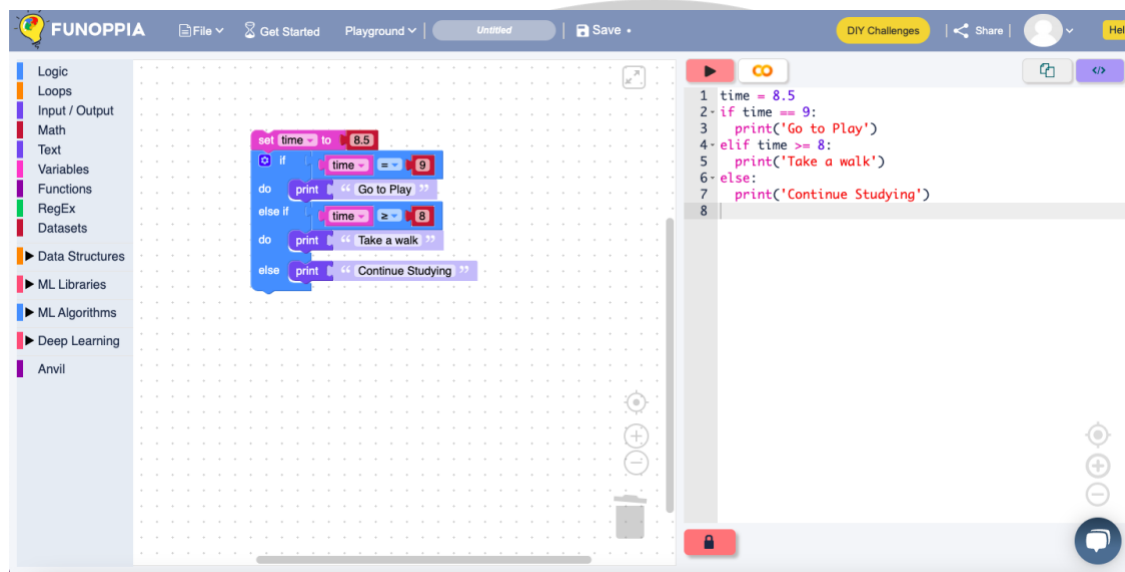 FUNOPPIA File Get Started Playground | Untitled | Save • DIY Challenges | Share | Hel
Logic
Loops
Input / Output
Math
Text
Variables
Functions
RegEx
Datasets
Data Structures
ML Libraries
ML Algorithms
Deep Learning
Anvil
set time to 8.5
if time = 9
do print “ Go to Play ”
else if time ≥ 8
do print “ Take a walk ”
else print “ Continue Studying ”
</>
1 time = 8.5
2 if time == 9:
3 print('Go to Play')
4 elif time >= 8:
5 print('Take a walk')
6 else:
7 print('Continue Studying')
8